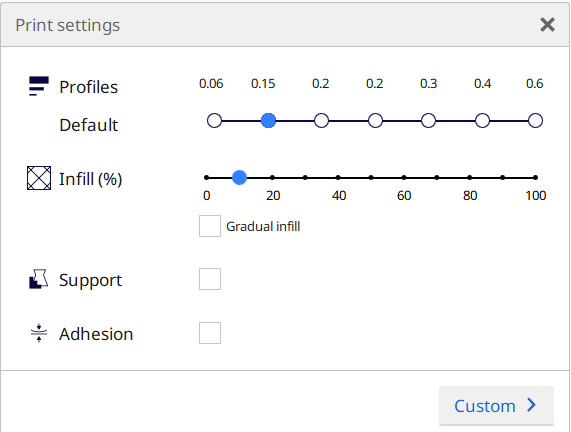 Print settings
Profiles 0.06 0.15 0.2 0.2 0.3 0.4 0.6
Default
Infill (%)
0 20 40 60 80 100
Gradual infill
Support
Adhesion
Custom